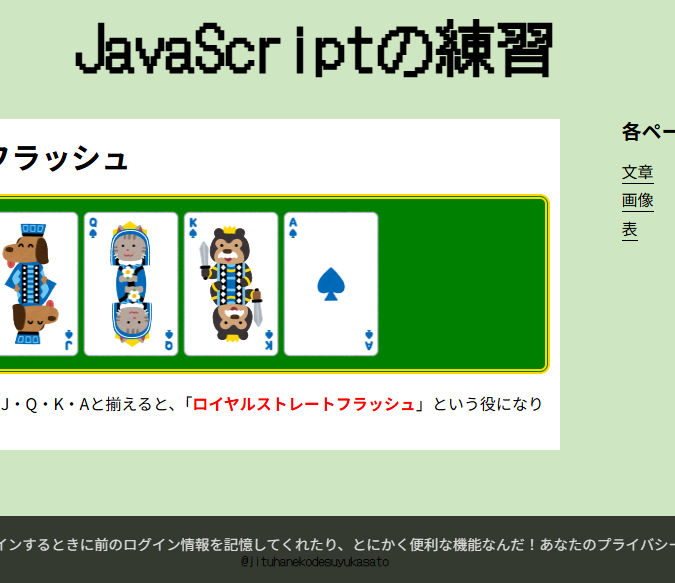 JavaScriptの練習
フラッシュ
各ペー
文章
画像
表
J
Q
Q
K
K
A
A
J・Q・K・Aと揃えると、「ロイヤルストレートフラッシュ」という役になり
インするときに前のログイン情報を記憶してくれたり、とにかく便利な機能なんだ！あなたのプライバシー
@jituhanekodesuyukasato